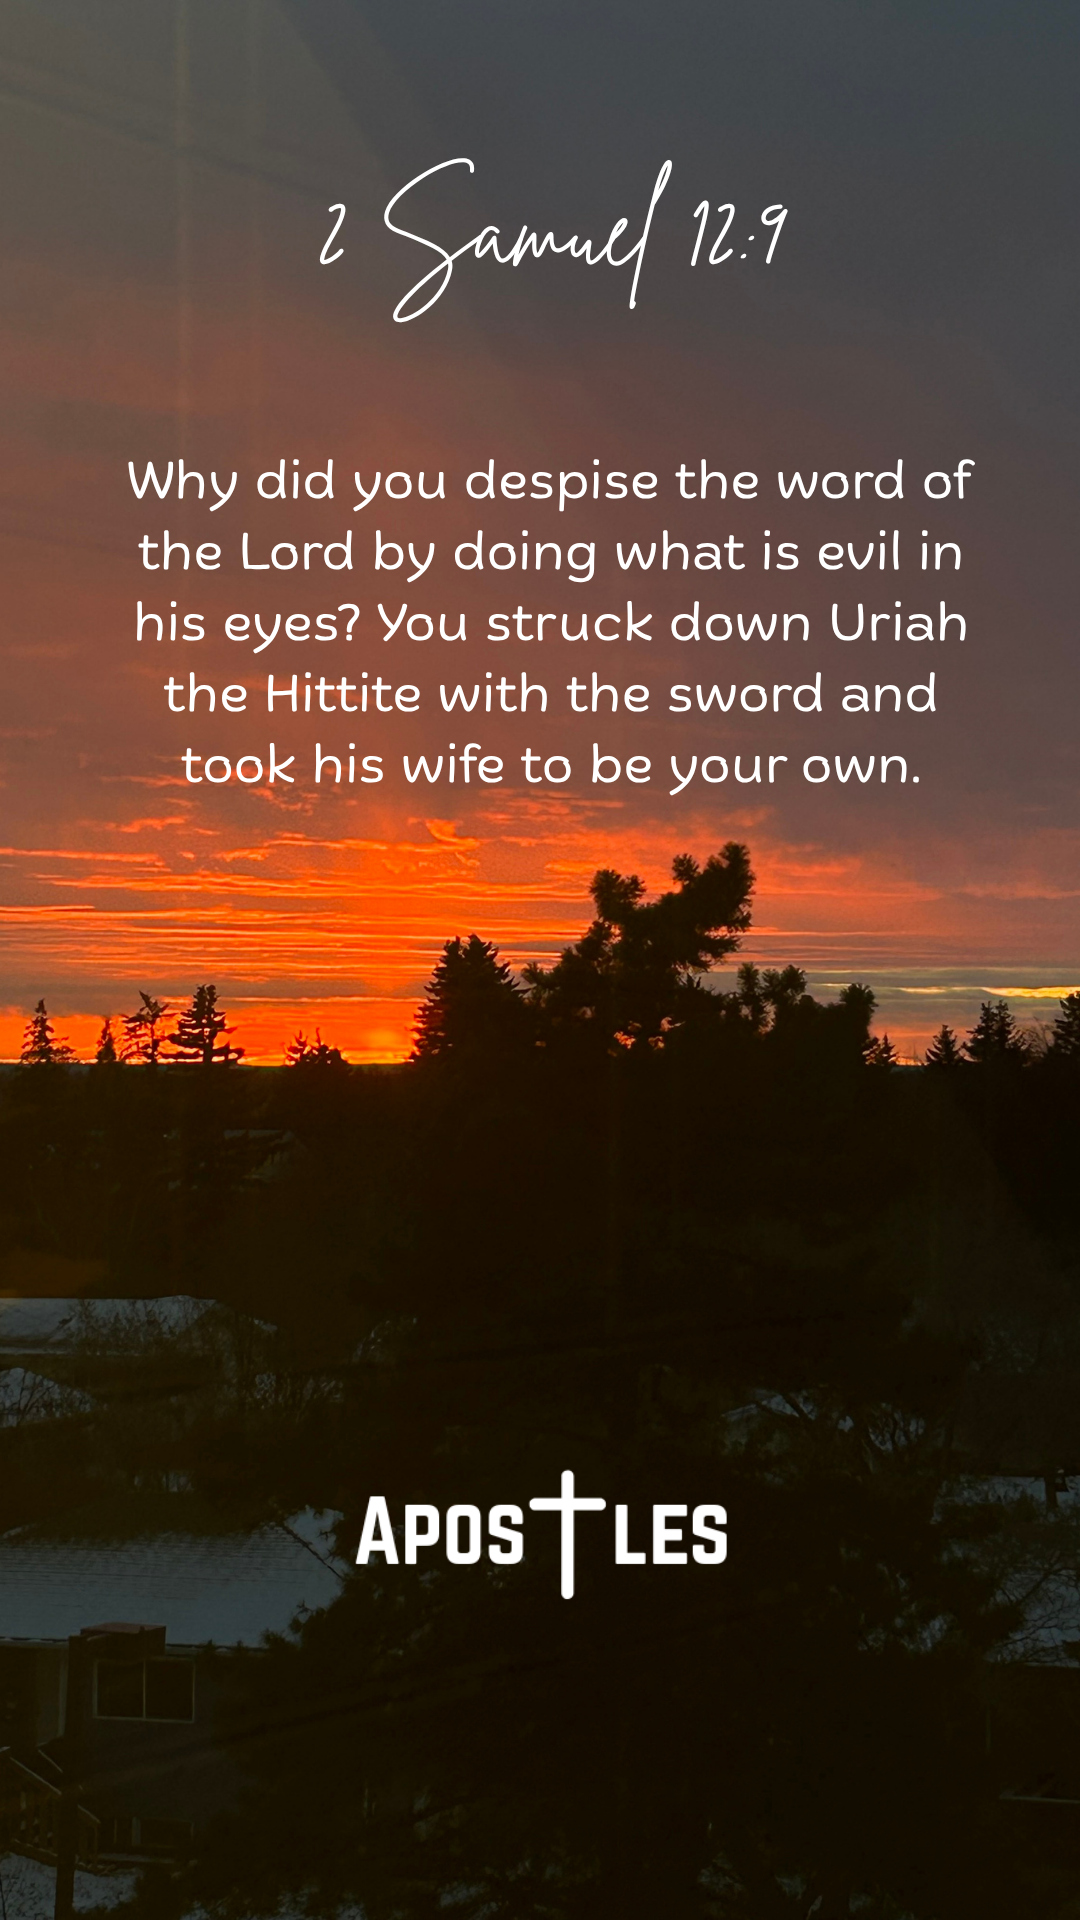 2 Samuel 12:9
Why did you despise the word of
the Lord by doing what is evil in
his eyes? You struck down Uriah
the Hittite with the sword and
took his wife to be your own.
APOSTLES